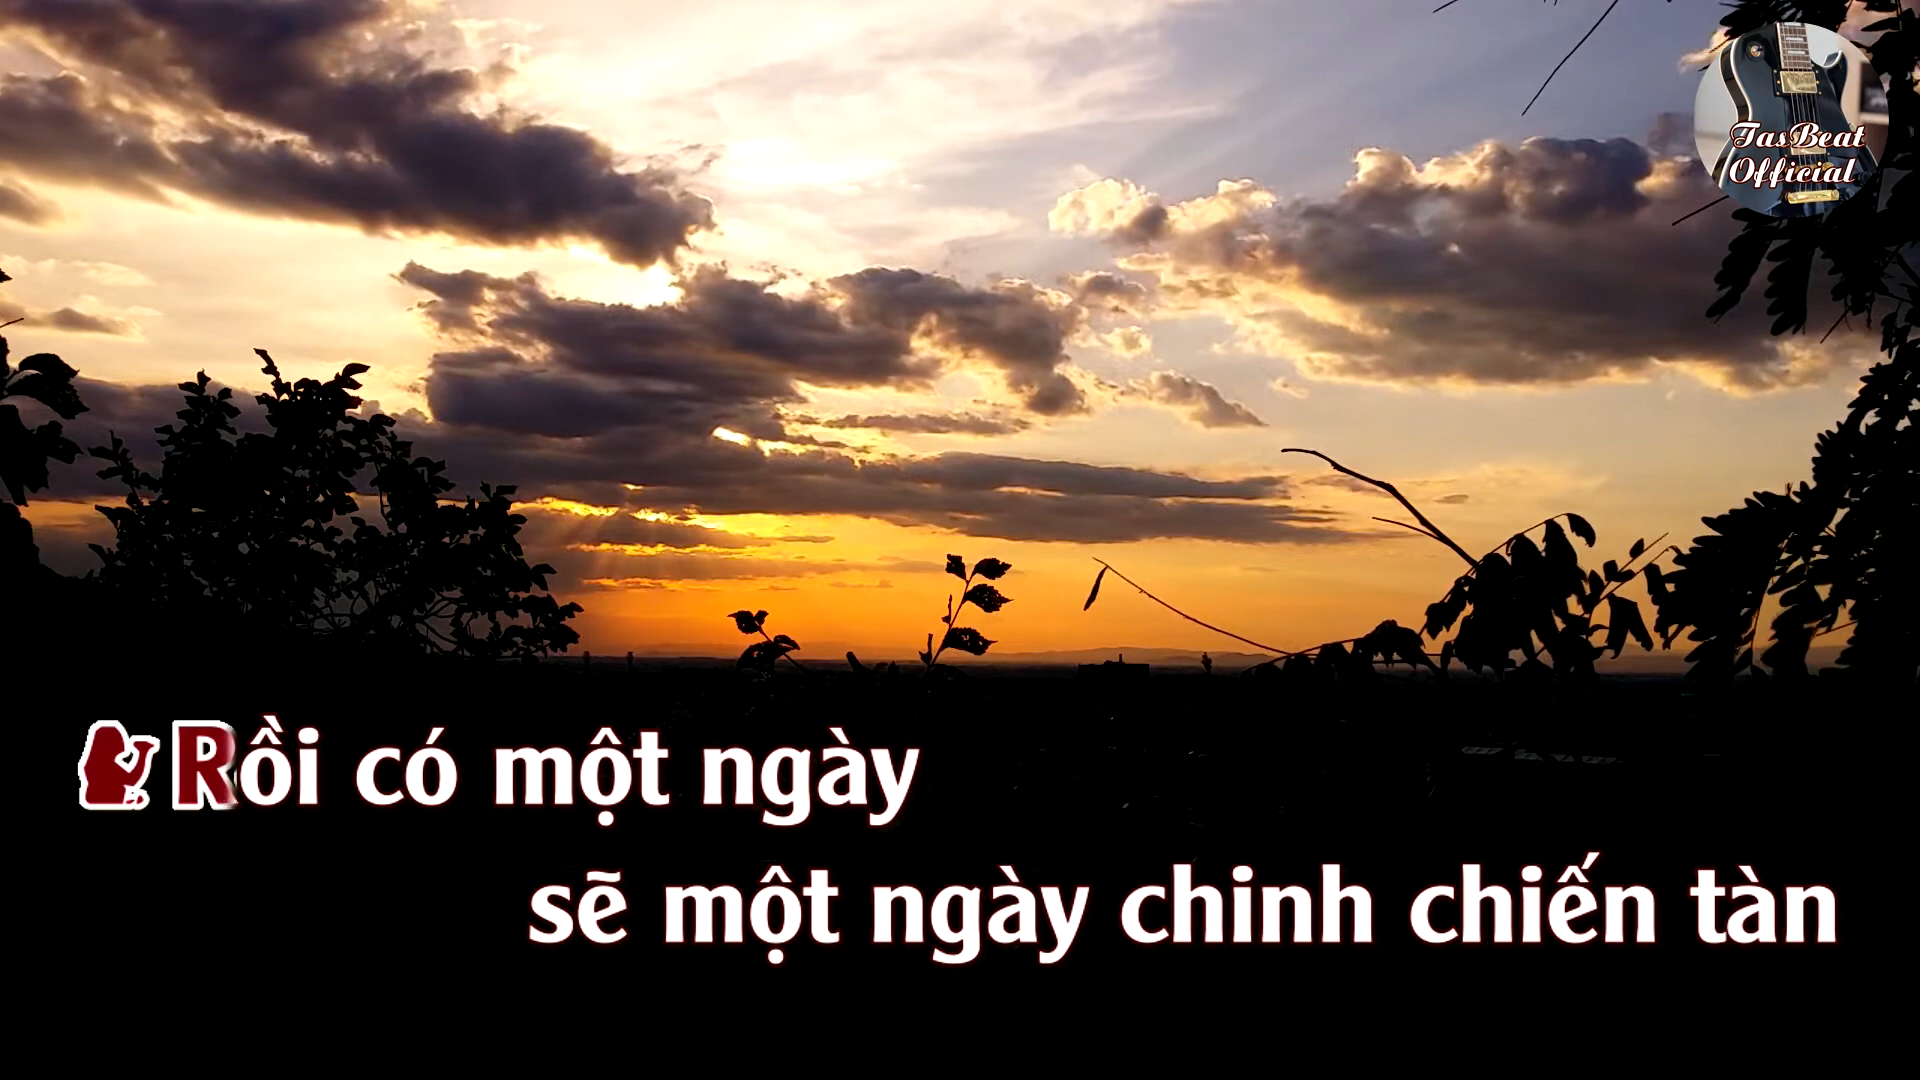 TasBeat
Official
Rồi có một ngày
sẽ một ngày chinh chiến tàn